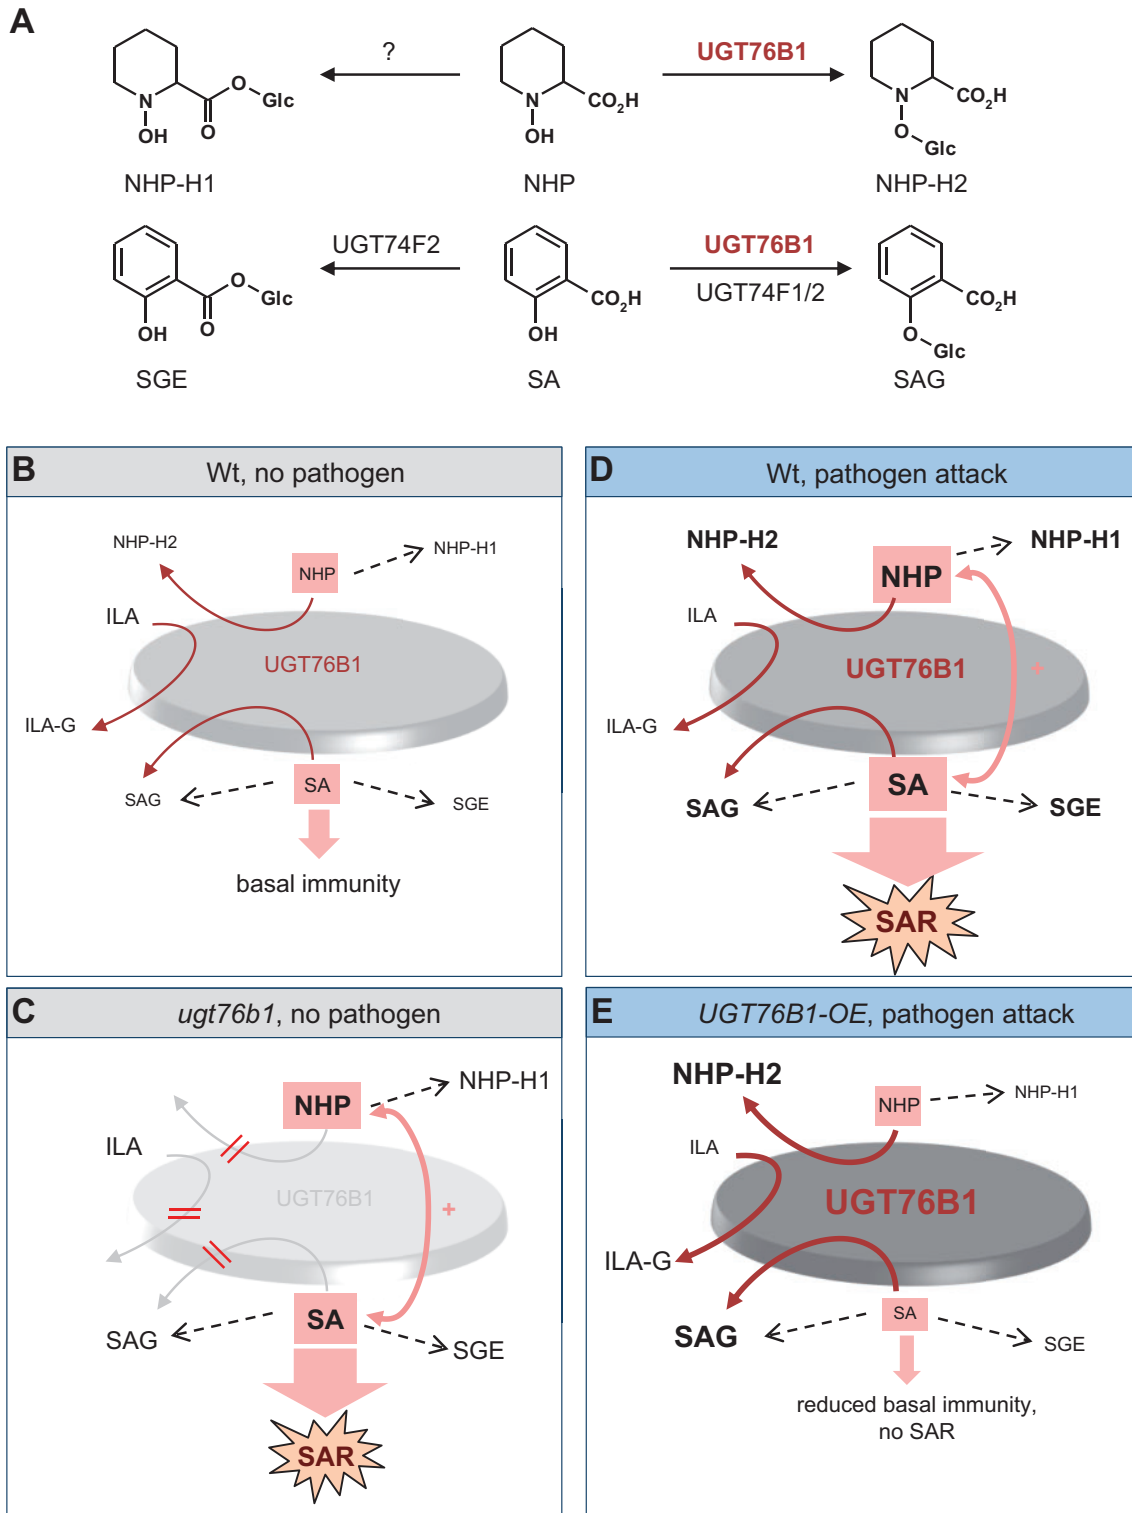 A
?
UGT76B1
N
OH
O
O
Glc
N
OH
CO2H
N
O
Glc
CO2H
NHP-H1
NHP
NHP-H2
UGT74F2
UGT76B1
UGT74F1/2
OH
O
O
Glc
OH
CO2H
O
Glc
CO2H
SGE
SA
SAG
B
Wt, no pathogen
NHP-H2
NHP
NHP-H1
ILA
UGT76B1
ILA-G
SAG
SA
SGE
basal immunity
D
Wt, pathogen attack
NHP-H2
NHP
NHP-H1
ILA
UGT76B1
+
ILA-G
SAG
SA
SGE
SAR
C
ugt76b1, no pathogen
NHP
NHP-H1
ILA
UGT76B1
+
SAG
SA
SGE
SAR
E
UGT76B1-OE, pathogen attack
NHP-H2
NHP
NHP-H1
ILA
UGT76B1
ILA-G
SAG
SA
SGE
reduced basal immunity,
no SAR